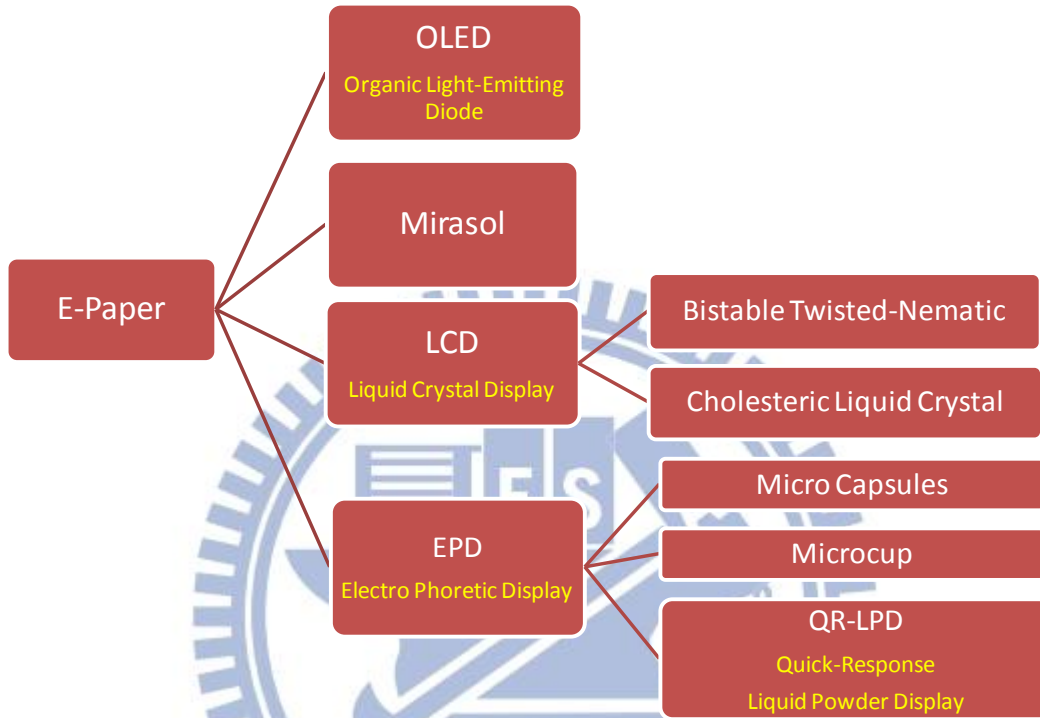 E-Paper
OLED
Organic Light-Emitting
Diode
Mirasol
LCD
Liquid Crystal Display
EPD
Electro Phoretic Display
Bistable Twisted-Nematic
Cholesteric Liquid Crystal
Micro Capsules
Microcup
QR-LPD
Quick-Response
Liquid Powder Display